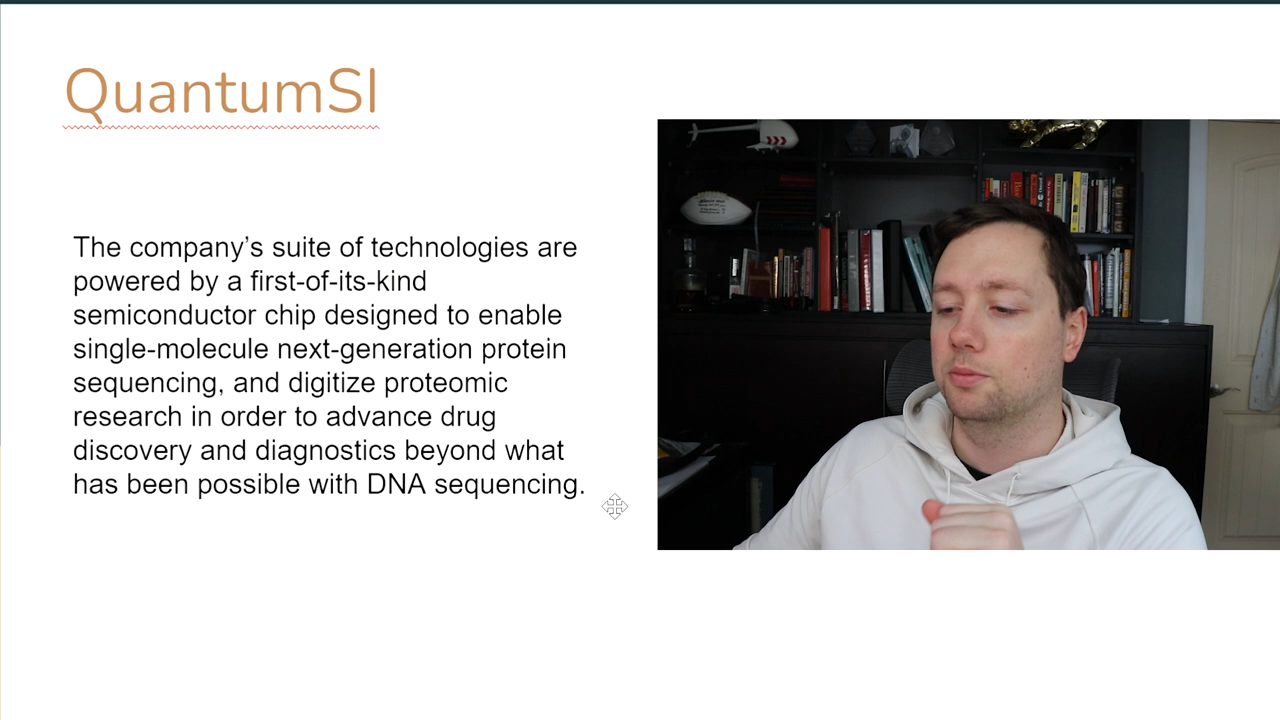 QuantumSI
The company’s suite of technologies are
powered by a first-of-its-kind
semiconductor chip designed to enable
single-molecule next-generation protein
sequencing, and digitize proteomic
research in order to advance drug
discovery and diagnostics beyond what
has been possible with DNA sequencing.